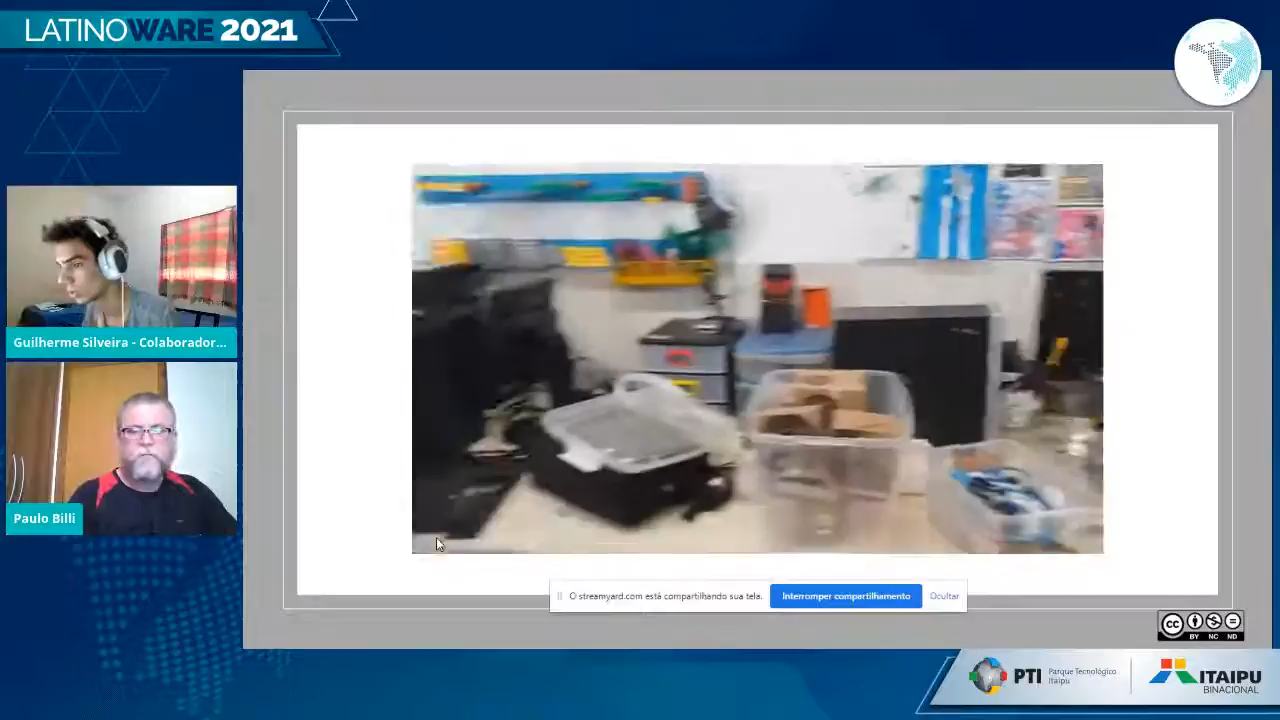 LATINOWARE 2021
Guilherme Silveira - Colaborador...
Paulo Billi
O streamyard.com está compartilhando sua tela.
Interromper compartilhamento
Ocultar
CC
BY NC ND
PTI
Parque Tecnológico
Itaipu
ITAIPU
BINACIONAL